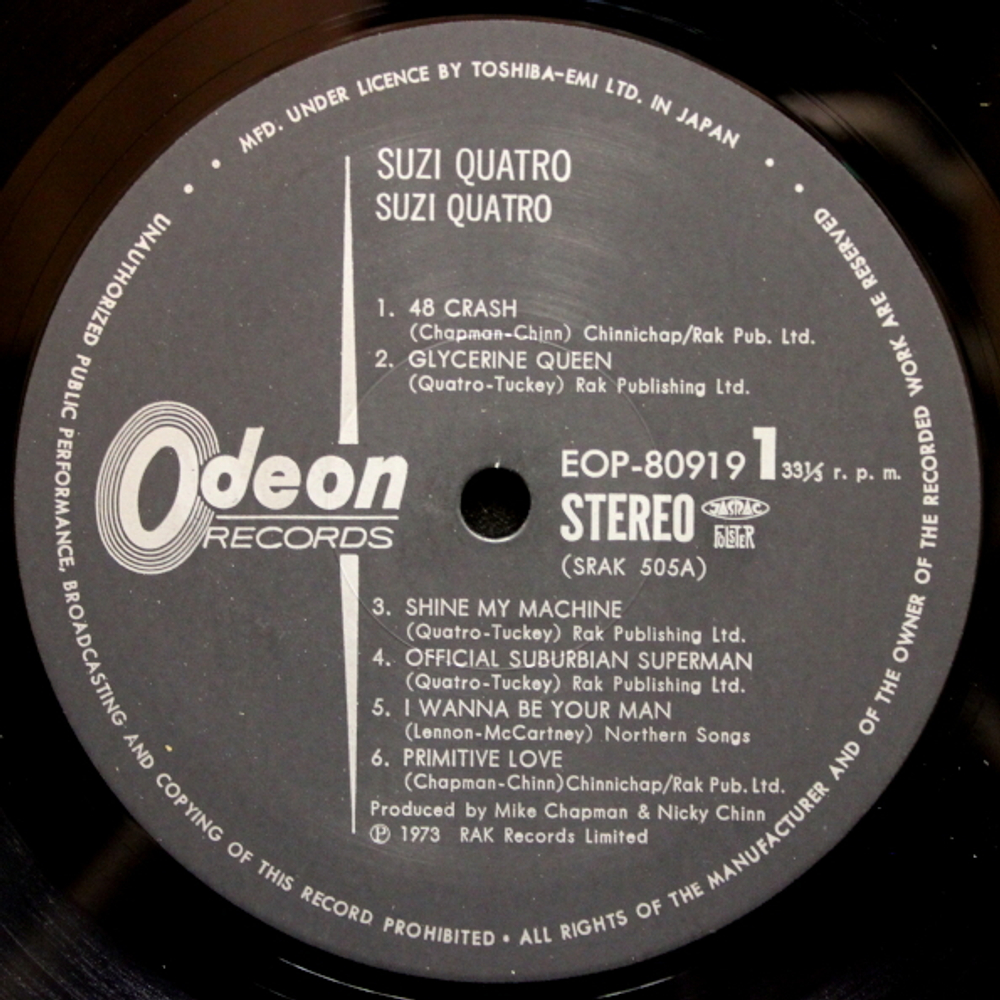 MFD. UNDER LICENCE BY TOSHIBA-EMI LTD. IN JAPAN
SUZI QUATRO
SUZI QUATRO
1. 48 CRASH
(Chapman-Chinn) Chinnichap/Rak Pub. Ltd.
2. GLYCERINE QUEEN
(Quatro-Tuckey) Rak Publishing Ltd.
Odeon
RECORDS
EOP-80919 1 33⅓ r. p. m.
STEREO JASRAC
POLSTER
(SRAK 505A)
3. SHINE MY MACHINE
(Quatro-Tuckey) Rak Publishing Ltd.
4. OFFICIAL SUBURBIAN SUPERMAN
(Quatro-Tuckey) Rak Publishing Ltd.
5. I WANNA BE YOUR MAN
(Lennon-McCartney) Northern Songs
6. PRIMITIVE LOVE
(Chapman-Chinn) Chinnichap/Rak Pub. Ltd.
Produced by Mike Chapman & Nicky Chinn
℗ 1973 RAK Records Limited
UNAUTHORIZED PUBLIC PERFORMANCE, BROADCASTING AND COPYING OF THIS RECORD PROHIBITED • ALL RIGHTS OF THE MANUFACTURER AND OF THE OWNER OF THE RECORDED WORK ARE RESERVED